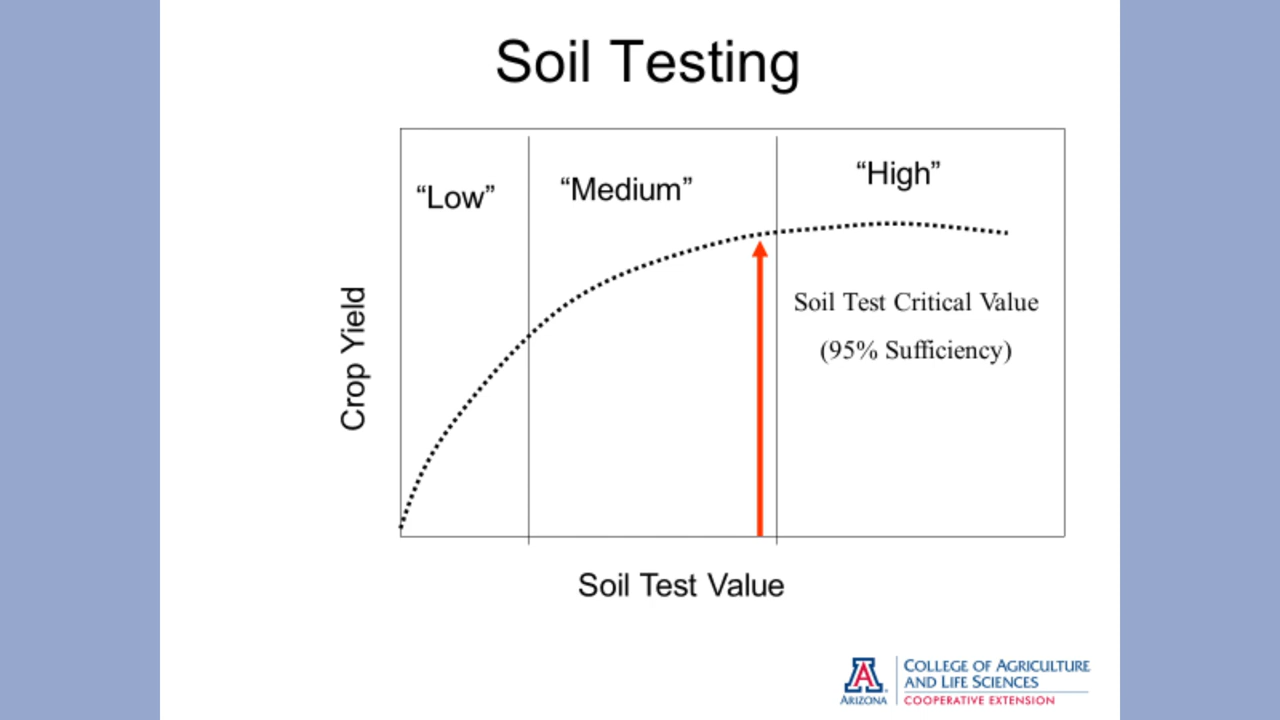 Soil Testing
“Low”
“Medium”
“High”
Crop Yield
Soil Test Critical Value
(95% Sufficiency)
Soil Test Value
A
ARIZONA
COLLEGE OF AGRICULTURE
AND LIFE SCIENCES
COOPERATIVE EXTENSION